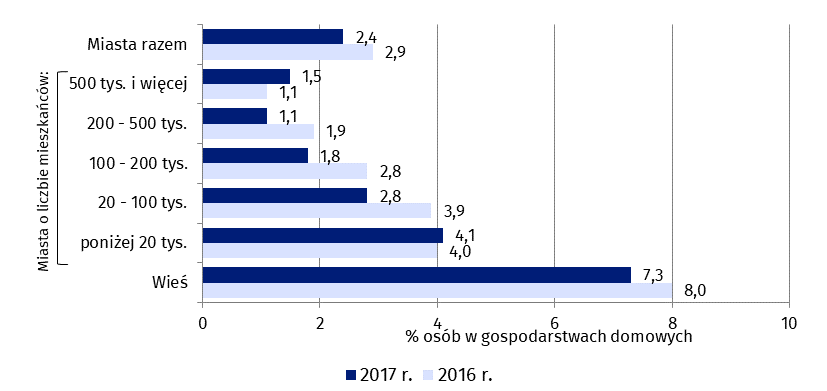 Miasta razem
2,4
2,9
Miasta o liczbie mieszkańców:
500 tys. i więcej
1,5
1,1
200 - 500 tys.
1,1
1,9
100 - 200 tys.
1,8
2,8
20 - 100 tys.
2,8
3,9
poniżej 20 tys.
4,1
4,0
Wieś
7,3
8,0
0 2 4 6 8 10
% osób w gospodarstwach domowych
2017 r. 2016 r.